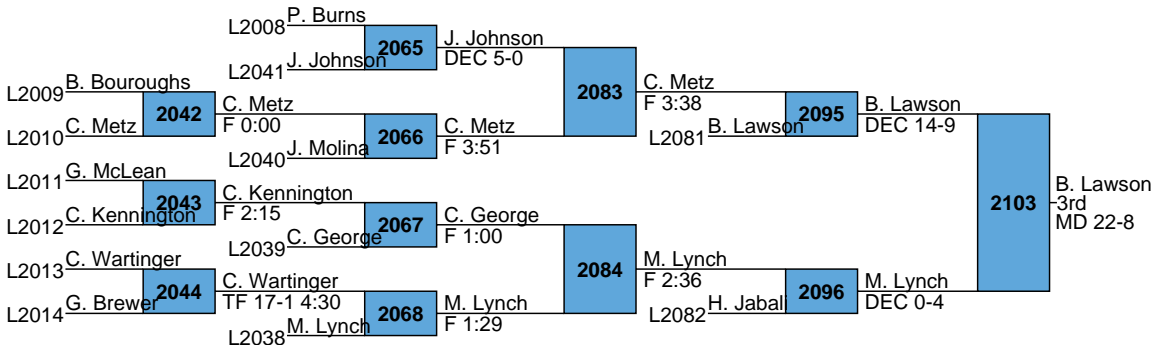 L2008 P. Burns
2065
J. Johnson
DEC 5-0
L2041 J. Johnson
L2009 B. Bouroughs
2042
C. Metz
F 0:00
L2010 C. Metz
2066
C. Metz
F 3:51
L2040 J. Molina
2083
C. Metz
F 3:38
2095
B. Lawson
DEC 14-9
L2081 B. Lawson
L2011 G. McLean
2043
C. Kennington
F 2:15
L2012 C. Kennington
2067
C. George
F 1:00
L2039 C. George
L2013 C. Wartinger
2044
C. Wartinger
TF 17-1 4:30
L2014 G. Brewer
2068
M. Lynch
F 1:29
L2038 M. Lynch
2084
M. Lynch
F 2:36
2096
M. Lynch
DEC 0-4
L2082 H. Jabali
2103
B. Lawson
3rd
MD 22-8